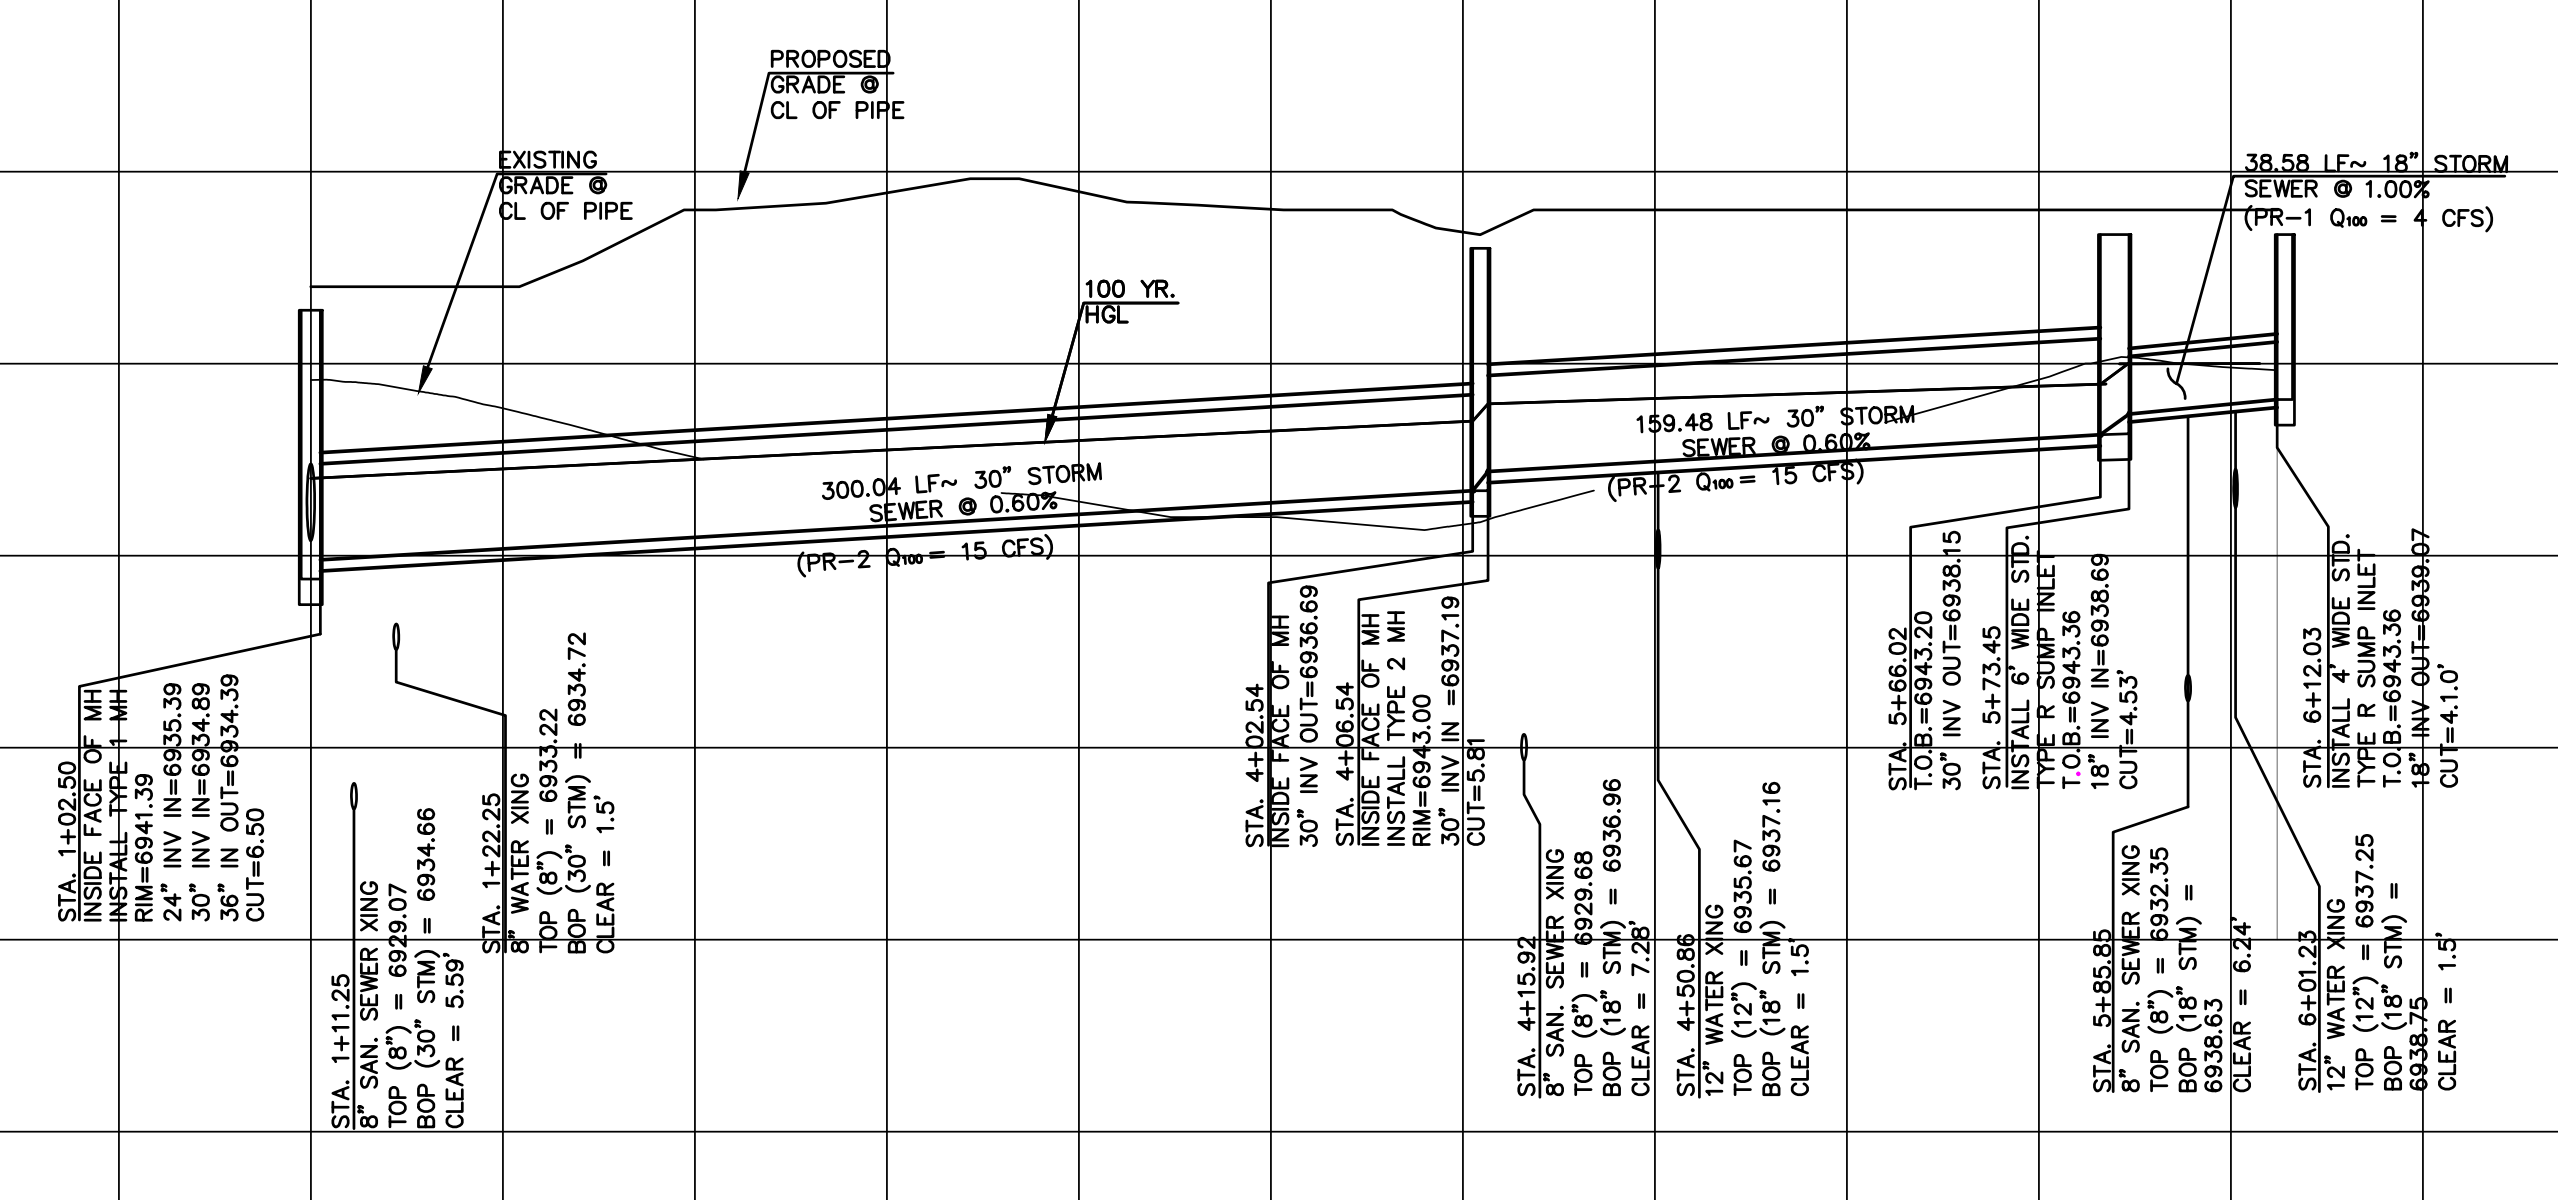 PROPOSED
GRADE @
CL OF PIPE
EXISTING
GRADE @
CL OF PIPE
100 YR.
HGL
38.58 LF~ 18" STORM
SEWER @ 1.00%
(PR-1 Q100 = 4 CFS)
300.04 LF~ 30" STORM
SEWER @ 0.60%
(PR-2 Q100 = 15 CFS)
159.48 LF~ 30" STORM
SEWER @ 0.60%
(PR-2 Q100 = 15 CFS)
STA. 1+02.50
INSIDE FACE OF MH
INSTALL TYPE 1 MH
RIM=6941.39
24" INV IN=6935.39
30" INV IN=6934.89
36" IN OUT=6934.39
CUT=6.50
STA. 1+11.25
8" SAN. SEWER XING
TOP (8") = 6929.07
BOP (30" STM) = 6934.66
CLEAR = 5.59'
STA. 1+22.25
8" WATER XING
TOP (8") = 6933.22
BOP (30" STM) = 6934.72
CLEAR = 1.5'
STA. 4+02.54
INSIDE FACE OF MH
30" INV OUT=6936.69
STA. 4+06.54
INSIDE FACE OF MH
INSTALL TYPE 2 MH
RIM=6943.00
30" INV IN =6937.19
CUT=5.81
STA. 4+15.92
8" SAN. SEWER XING
TOP (8") = 6929.68
BOP (18" STM) = 6936.96
CLEAR = 7.28'
STA. 4+50.86
12" WATER XING
TOP (12") = 6935.67
BOP (18" STM) = 6937.16
CLEAR = 1.5'
STA. 5+66.02
T.O.B.=6943.20
30" INV OUT=6938.15
STA. 5+73.45
INSTALL 6' WIDE STD.
TYPE R SUMP INLET
T.O.B.=6943.36
18" INV IN=6938.69
CUT=4.53'
STA. 5+85.85
8" SAN. SEWER XING
TOP (8") = 6932.35
BOP (18" STM) =
6938.63
CLEAR = 6.24'
STA. 6+01.23
12" WATER XING
TOP (12") = 6937.25
BOP (18" STM) =
6938.75
CLEAR = 1.5'
STA. 6+12.03
INSTALL 4' WIDE STD.
TYPE R SUMP INLET
T.O.B.=6943.36
18" INV OUT=6939.07
CUT=4.1.0'